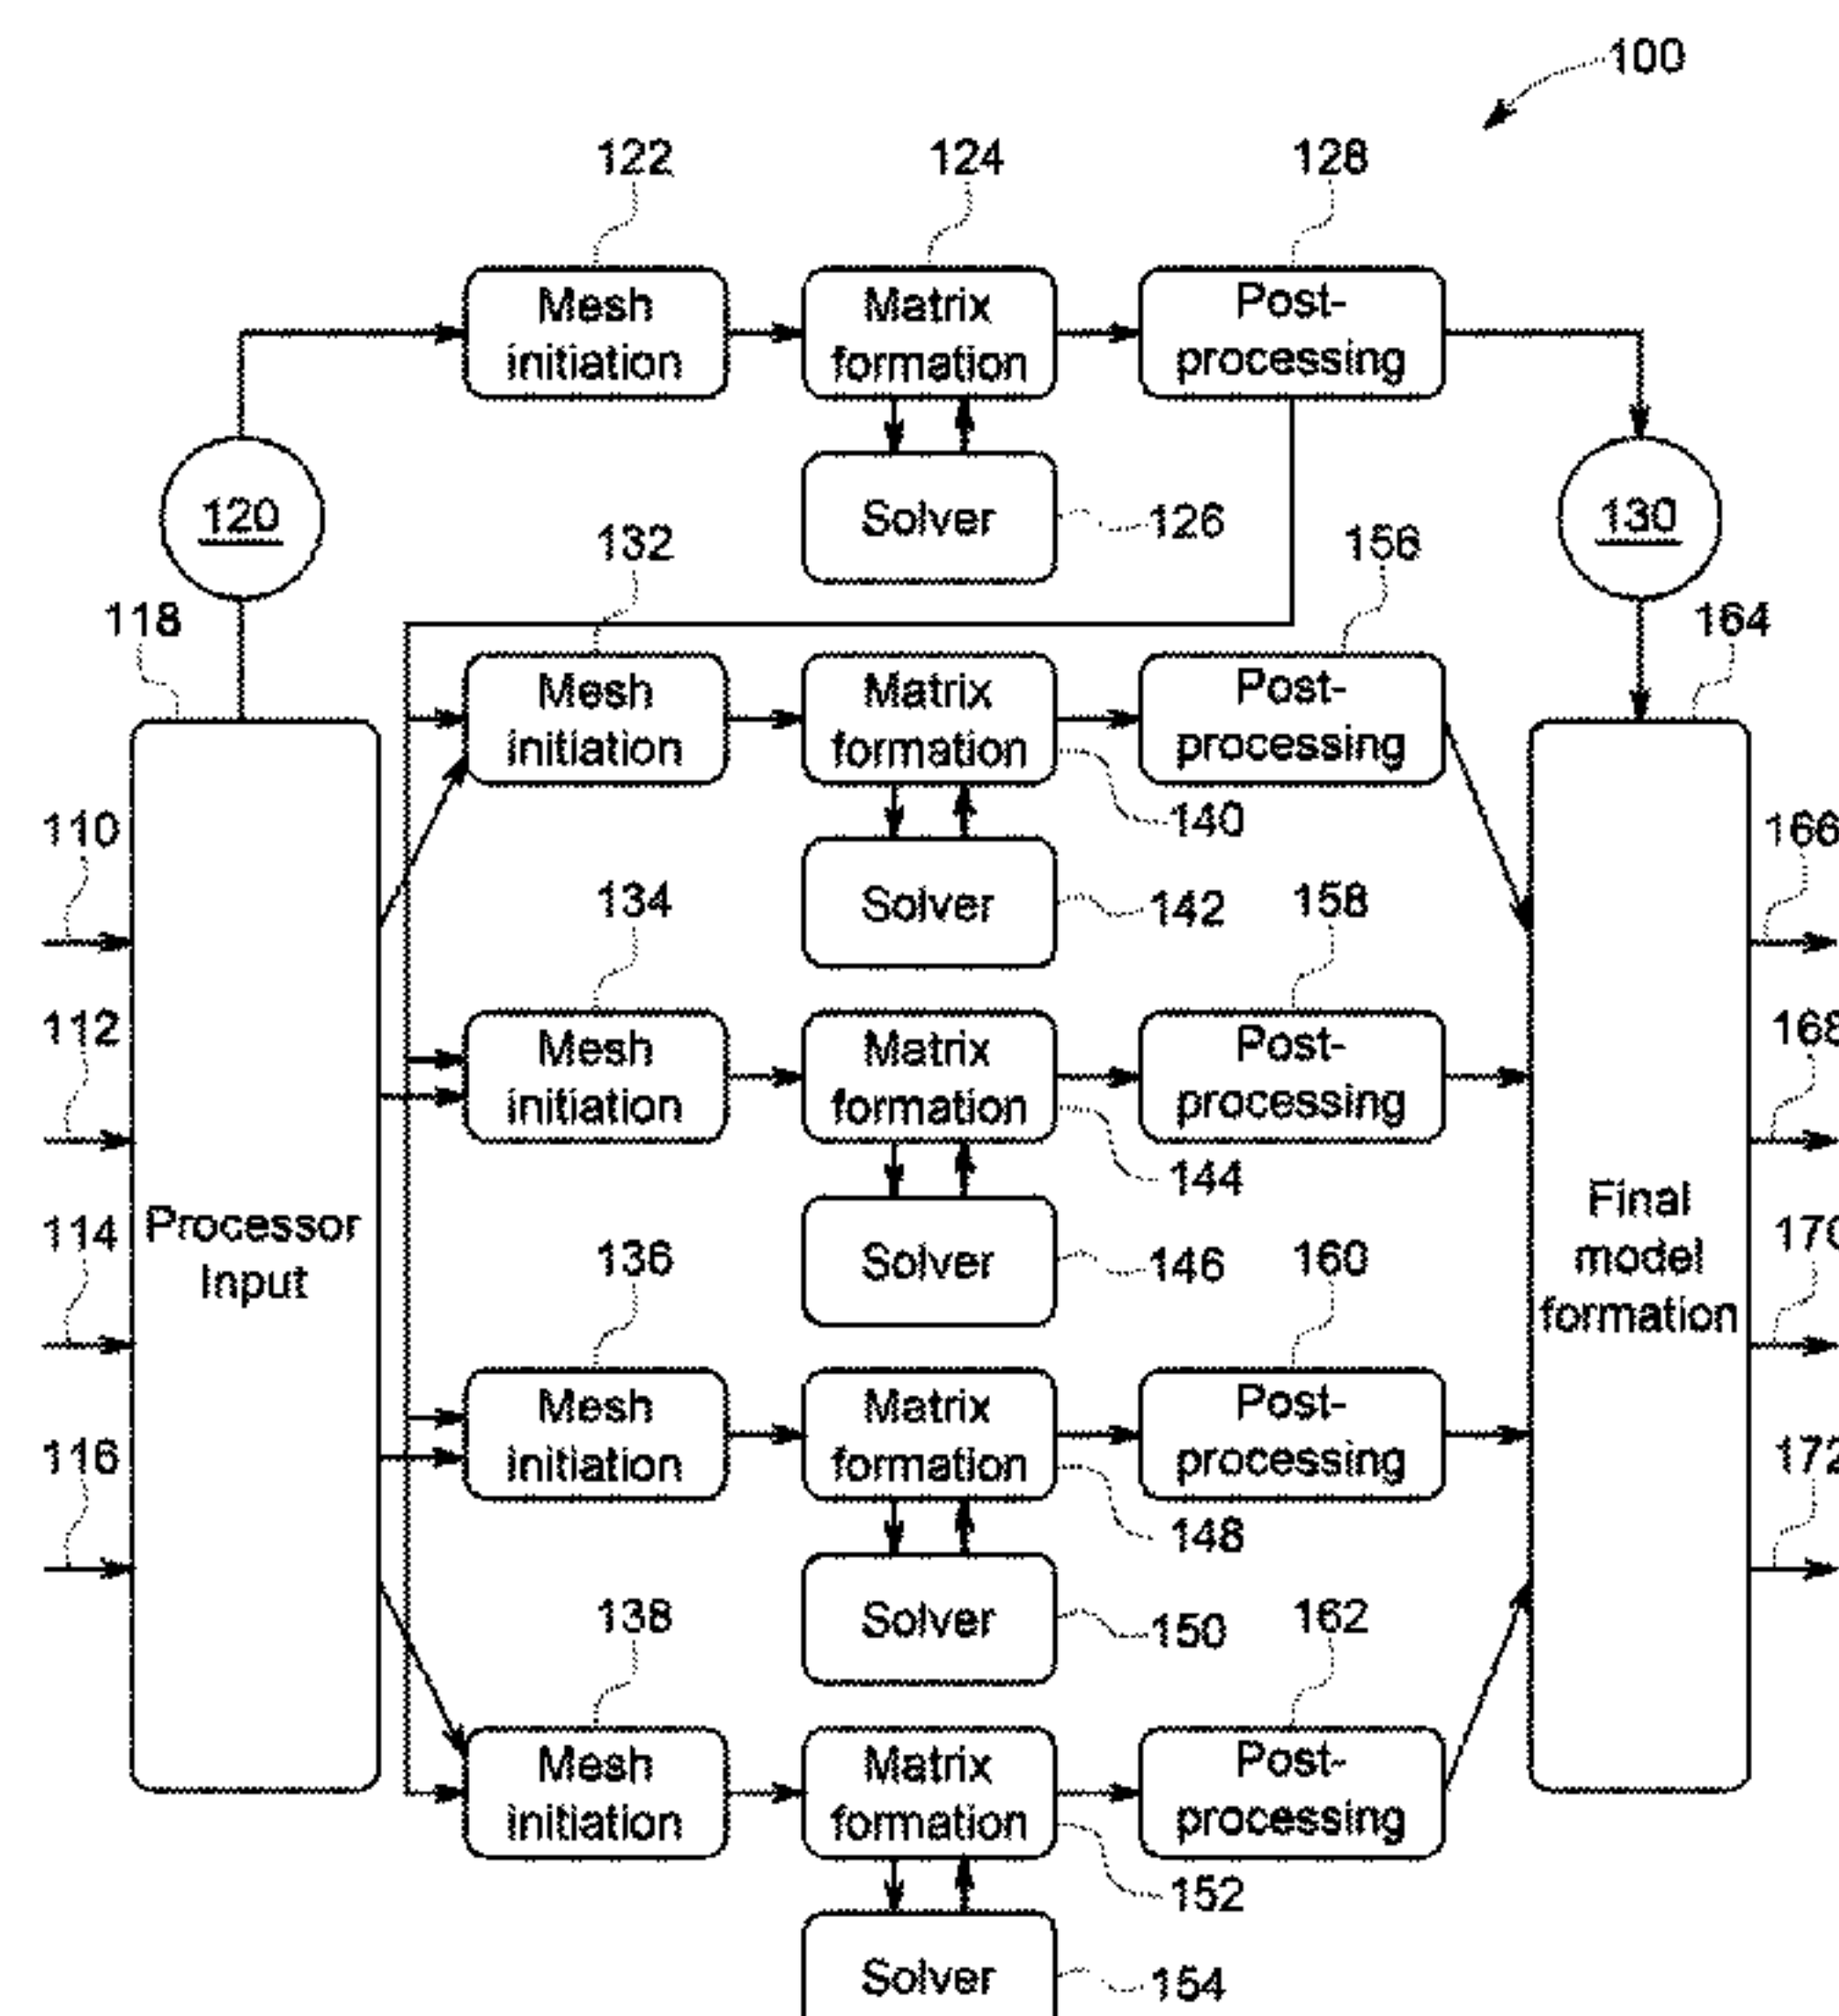 100
122
124
128
Mesh
initiation
Matrix
formation
Post-
processing
120
Solver
126
130
132
156
118
164
Mesh
initiation
Matrix
formation
Post-
processing
110
140
166
134
Solver
142
158
112
Mesh
initiation
Matrix
formation
Post-
processing
168
144
114
Processor
Input
136
Solver
146
160
Final
model
formation
170
116
Mesh
initiation
Matrix
formation
Post-
processing
172
148
138
Solver
150
162
Mesh
initiation
Matrix
formation
Post-
processing
152
Solver
154